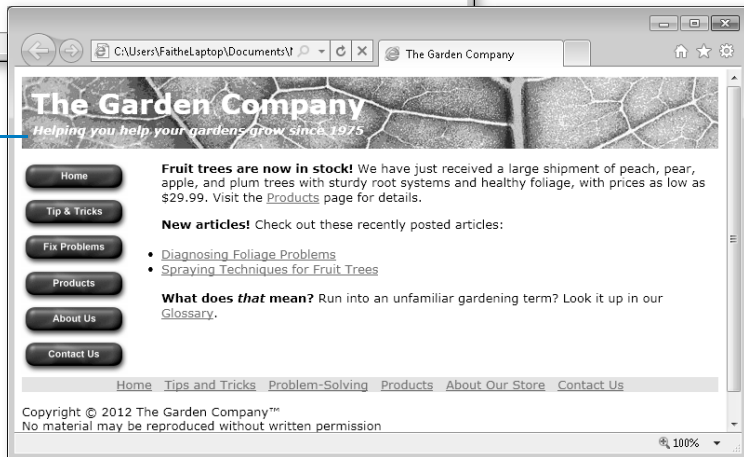 C:\Users\FaitheLaptop\Documents\
The Garden Company
The Garden Company
Helping you help your gardens grow since 1975
Home
Tip & Tricks
Fix Problems
Products
About Us
Contact Us
Fruit trees are now in stock! We have just received a large shipment of peach, pear,
apple, and plum trees with sturdy root systems and healthy foliage, with prices as low as
$29.99. Visit the Products page for details.
New articles! Check out these recently posted articles:
• Diagnosing Foliage Problems
• Spraying Techniques for Fruit Trees
What does that mean? Run into an unfamiliar gardening term? Look it up in our
Glossary.
Home Tips and Tricks Problem-Solving Products About Our Store Contact Us
Copyright © 2012 The Garden Company™
No material may be reproduced without written permission
100%